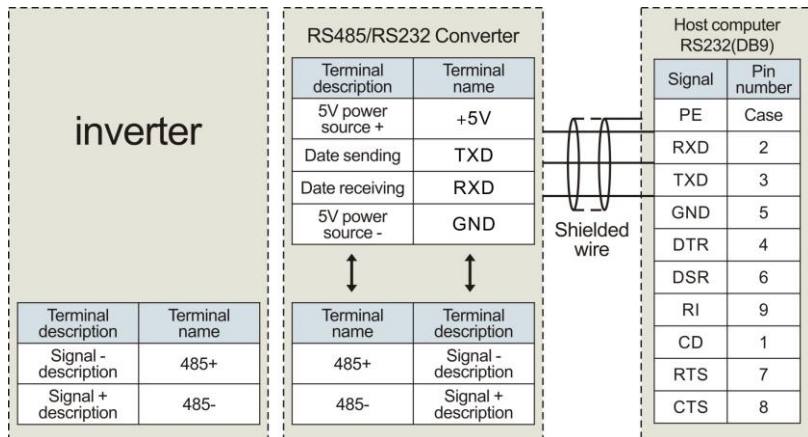 inverter
Terminal description
Terminal name
Signal - description
485+
Signal + description
485-
RS485/RS232 Converter
Terminal description
Terminal name
5V power source +
+5V
Date sending
TXD
Date receiving
RXD
5V power source -
GND
Terminal name
Terminal description
485+
Signal - description
485-
Signal + description
Shielded
wire
Host computer
RS232(DB9)
Signal
Pin number
PE
Case
RXD
2
TXD
3
GND
5
DTR
4
DSR
6
RI
9
CD
1
RTS
7
CTS
8